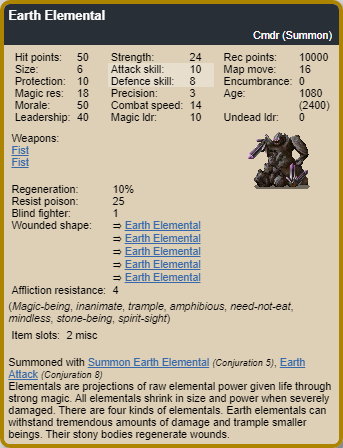 Earth Elemental
Cmdr (Summon)
Hit points: 50 Strength: 24 Rec points: 10000
Size: 6 Attack skill: 10 Map move: 16
Protection: 10 Defence skill: 8 Encumbrance: 0
Magic res: 18 Precision: 3 Age: 1080
Morale: 50 Combat speed: 14 (2400)
Leadership: 40 Magic ldr: 10 Undead ldr: 0
Weapons:
Fist
Fist
Regeneration: 10%
Resist poison: 25
Blind fighter: 1
Wounded shape: ⇒ Earth Elemental
⇒ Earth Elemental
⇒ Earth Elemental
⇒ Earth Elemental
⇒ Earth Elemental
Affliction resistance: 4
(Magic-being, inanimate, trample, amphibious, need-not-eat,
mindless, stone-being, spirit-sight)
Item slots: 2 misc
Summoned with Summon Earth Elemental (Conjuration 5), Earth
Attack (Conjuration 8)
Elementals are projections of raw elemental power given life through
strong magic. All elementals shrink in size and power when severely
damaged. There are four kinds of elementals. Earth elementals can
withstand tremendous amounts of damage and trample smaller
beings. Their stony bodies regenerate wounds.